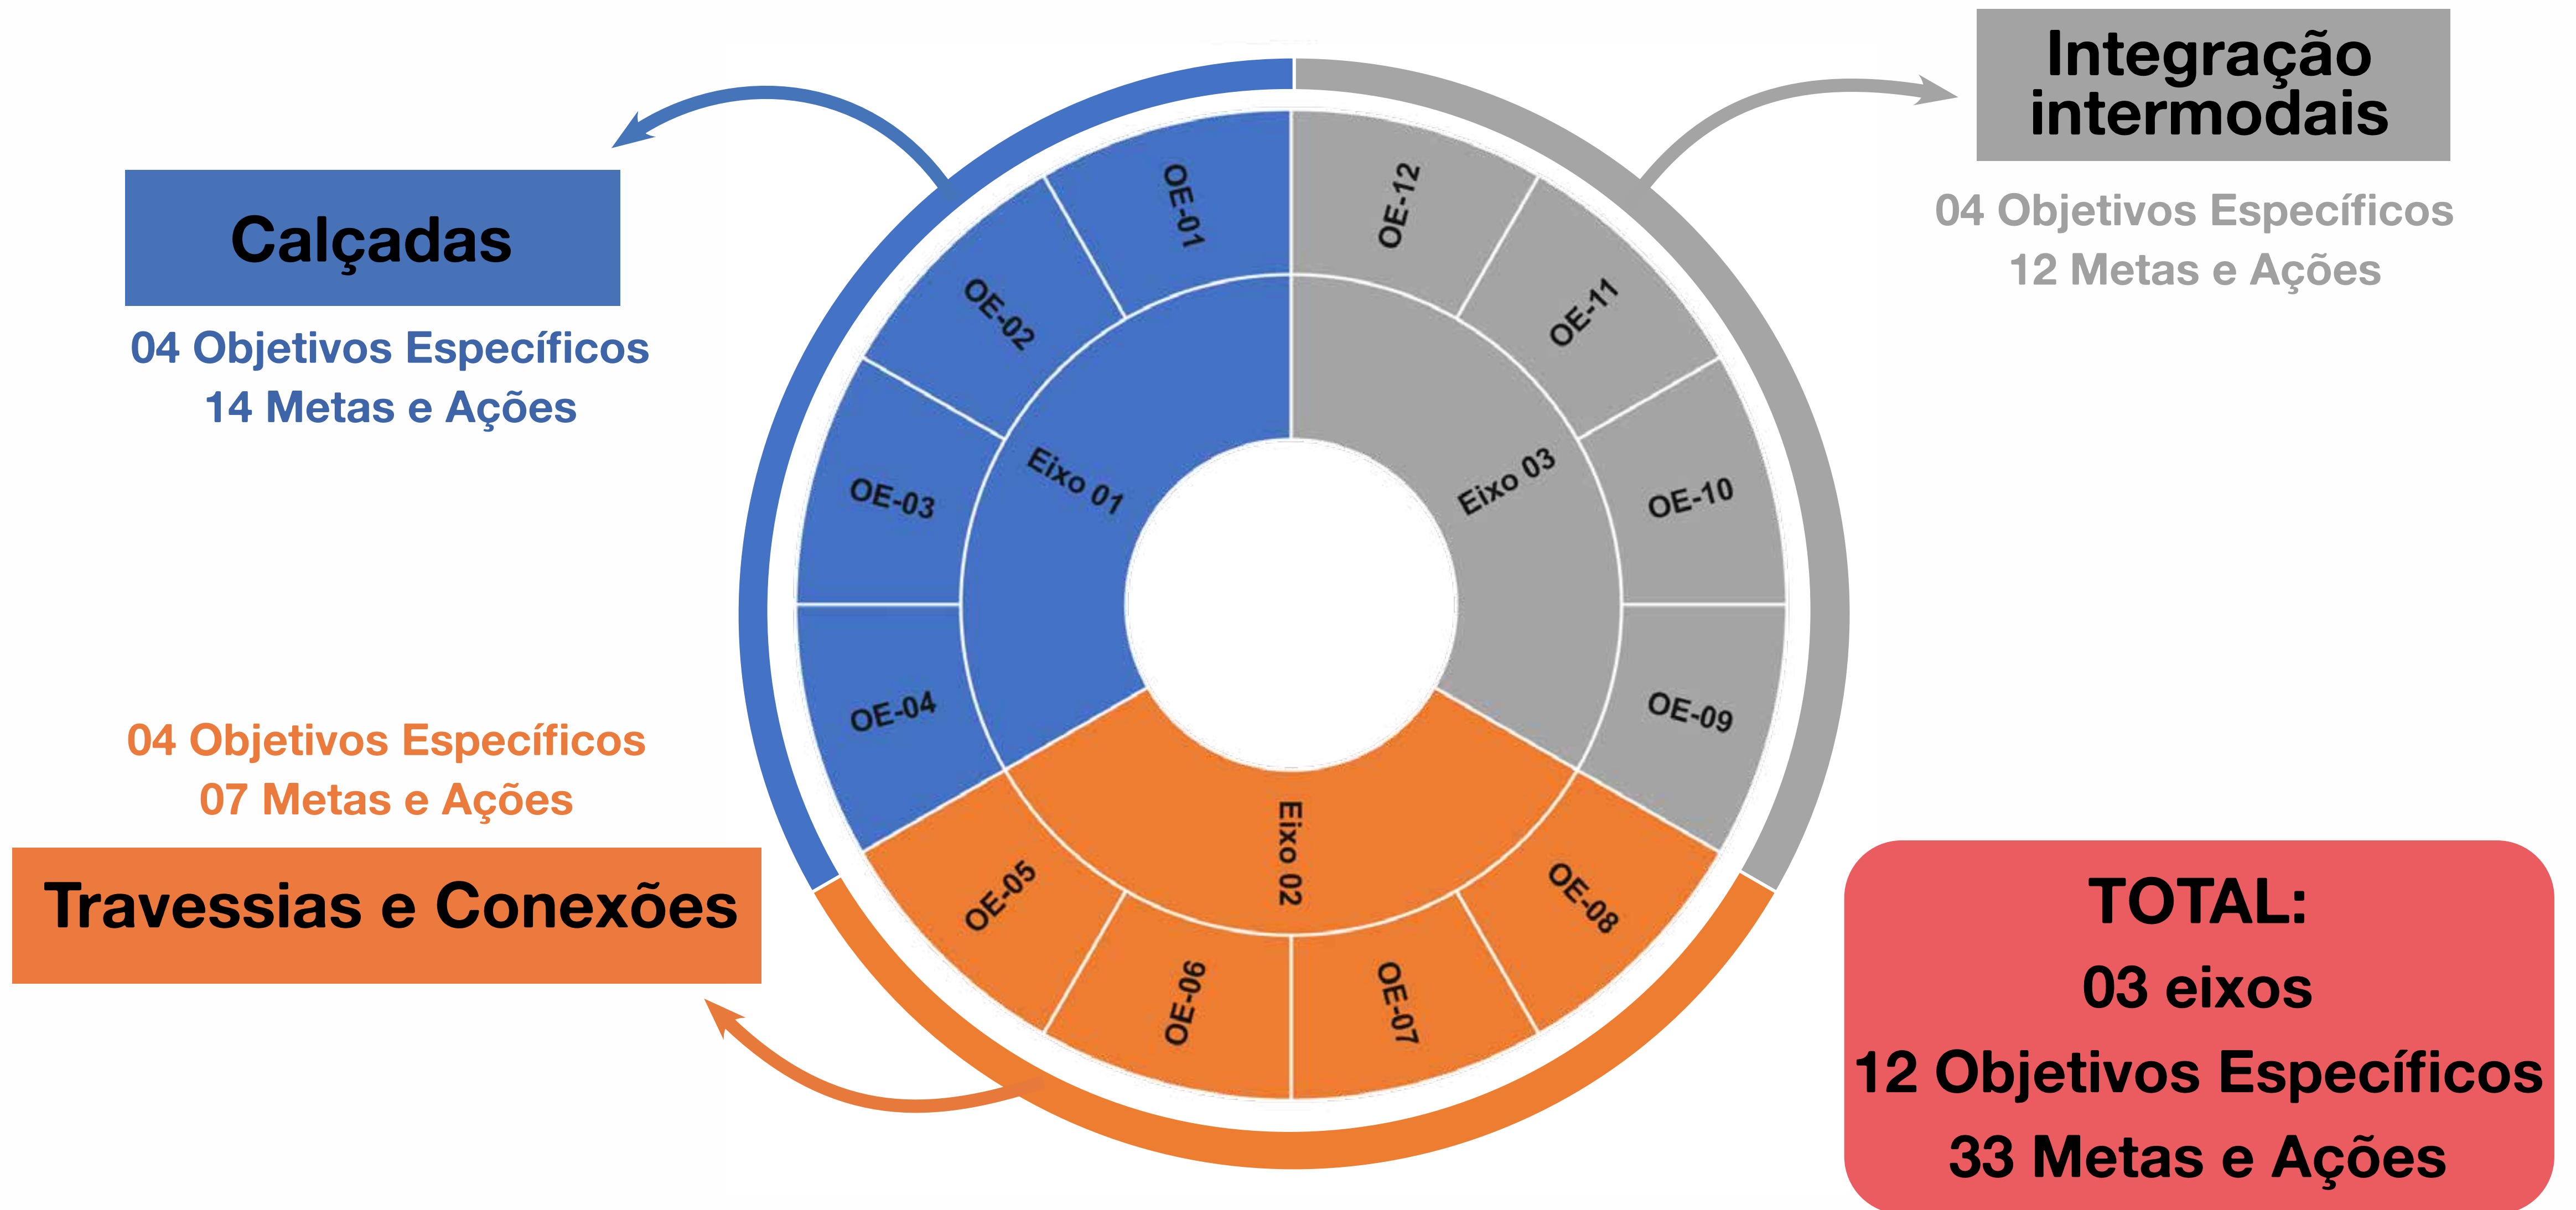 Integração
intermodais
04 Objetivos Específicos
12 Metas e Ações
Calçadas
04 Objetivos Específicos
14 Metas e Ações
OE-01
OE-02
OE-03
OE-04
Eixo 01
OE-12
OE-11
OE-10
OE-09
Eixo 03
04 Objetivos Específicos
07 Metas e Ações
Travessias e Conexões
Eixo 02
OE-05
OE-06
OE-07
OE-08
TOTAL:
03 eixos
12 Objetivos Específicos
33 Metas e Ações